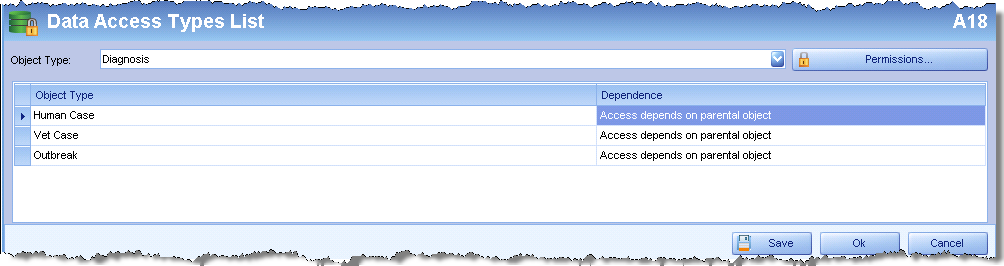 Data Access Types List A18
Object Type: Diagnosis Permissions...
Object Type Dependence
Human Case Access depends on parental object
Vet Case Access depends on parental object
Outbreak Access depends on parental object
Save Ok Cancel